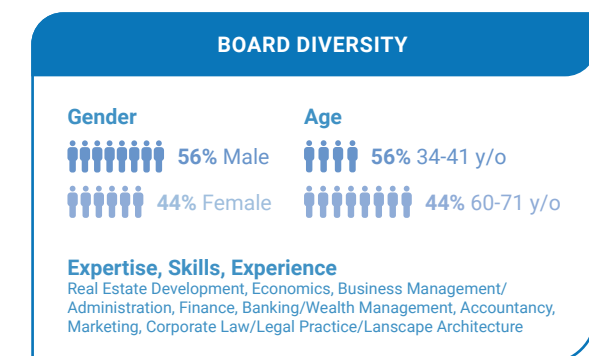 BOARD DIVERSITY
Gender
56% Male
44% Female
Age
56% 34-41 y/o
44% 60-71 y/o
Expertise, Skills, Experience
Real Estate Development, Economics, Business Management/
Administration, Finance, Banking/Wealth Management, Accountancy,
Marketing, Corporate Law/Legal Practice/Lanscape Architecture